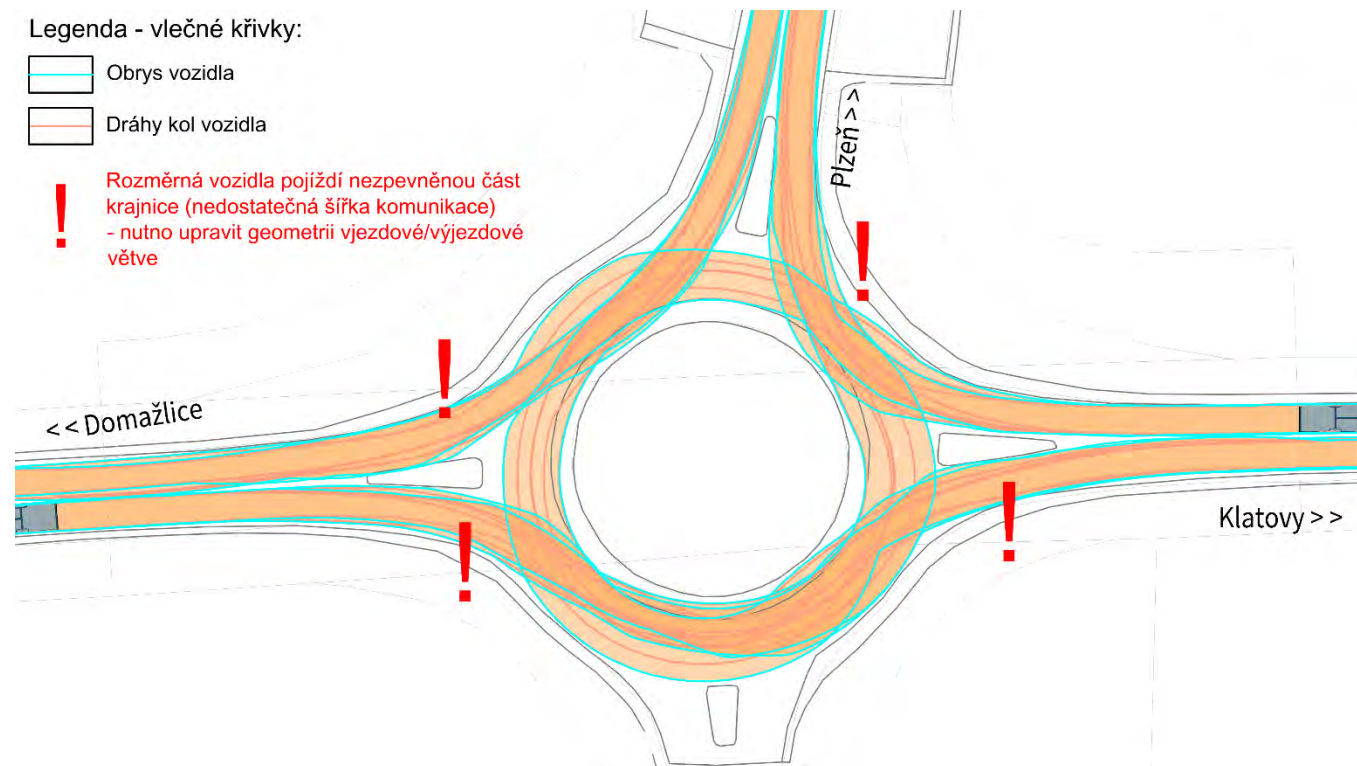 Legenda - vlečné křivky:
Obrys vozidla
Dráhy kol vozidla
! Rozměrná vozidla pojíždí nezpevněnou část
krajnice (nedostatečná šířka komunikace)
- nutno upravit geometrii vjezdové/výjezdové
větve
Plzeň >>
!
!
<< Domažlice
!
!
Klatovy >>